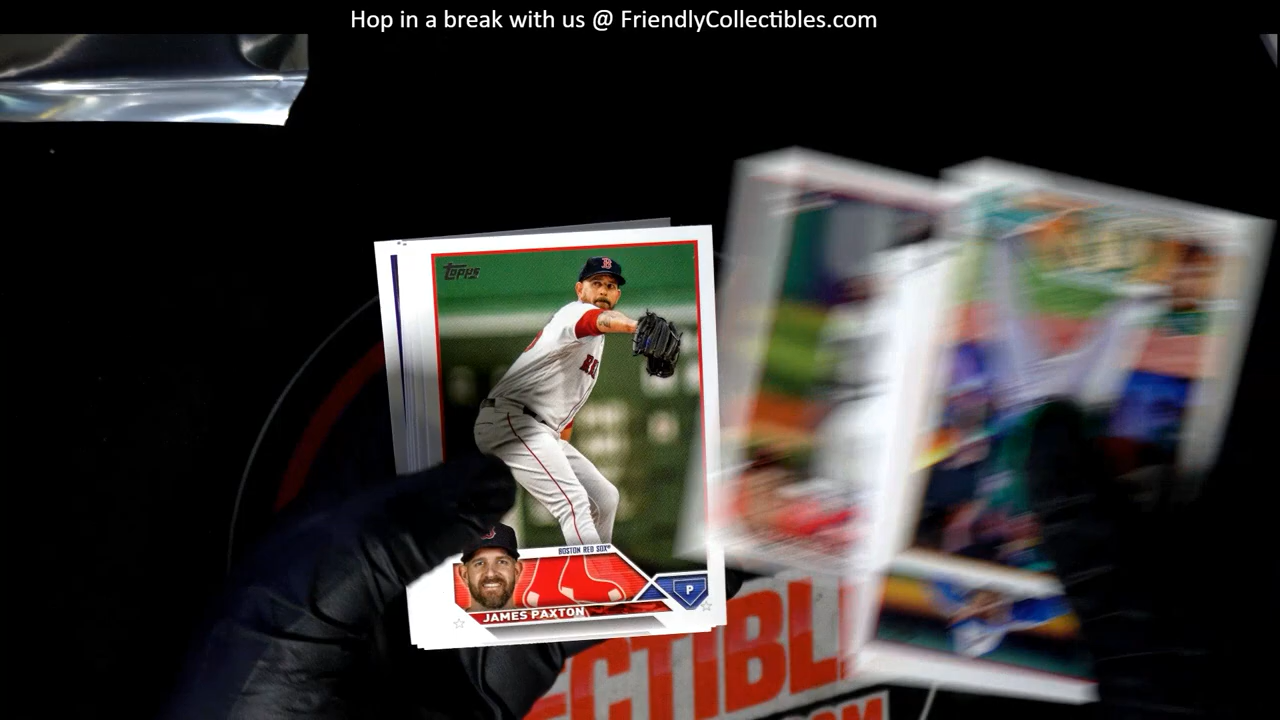 Hop in a break with us @ FriendlyCollectibles.com
Topps
B
BOSTON RED SOX®
P
JAMES PAXTON
ECTIBL